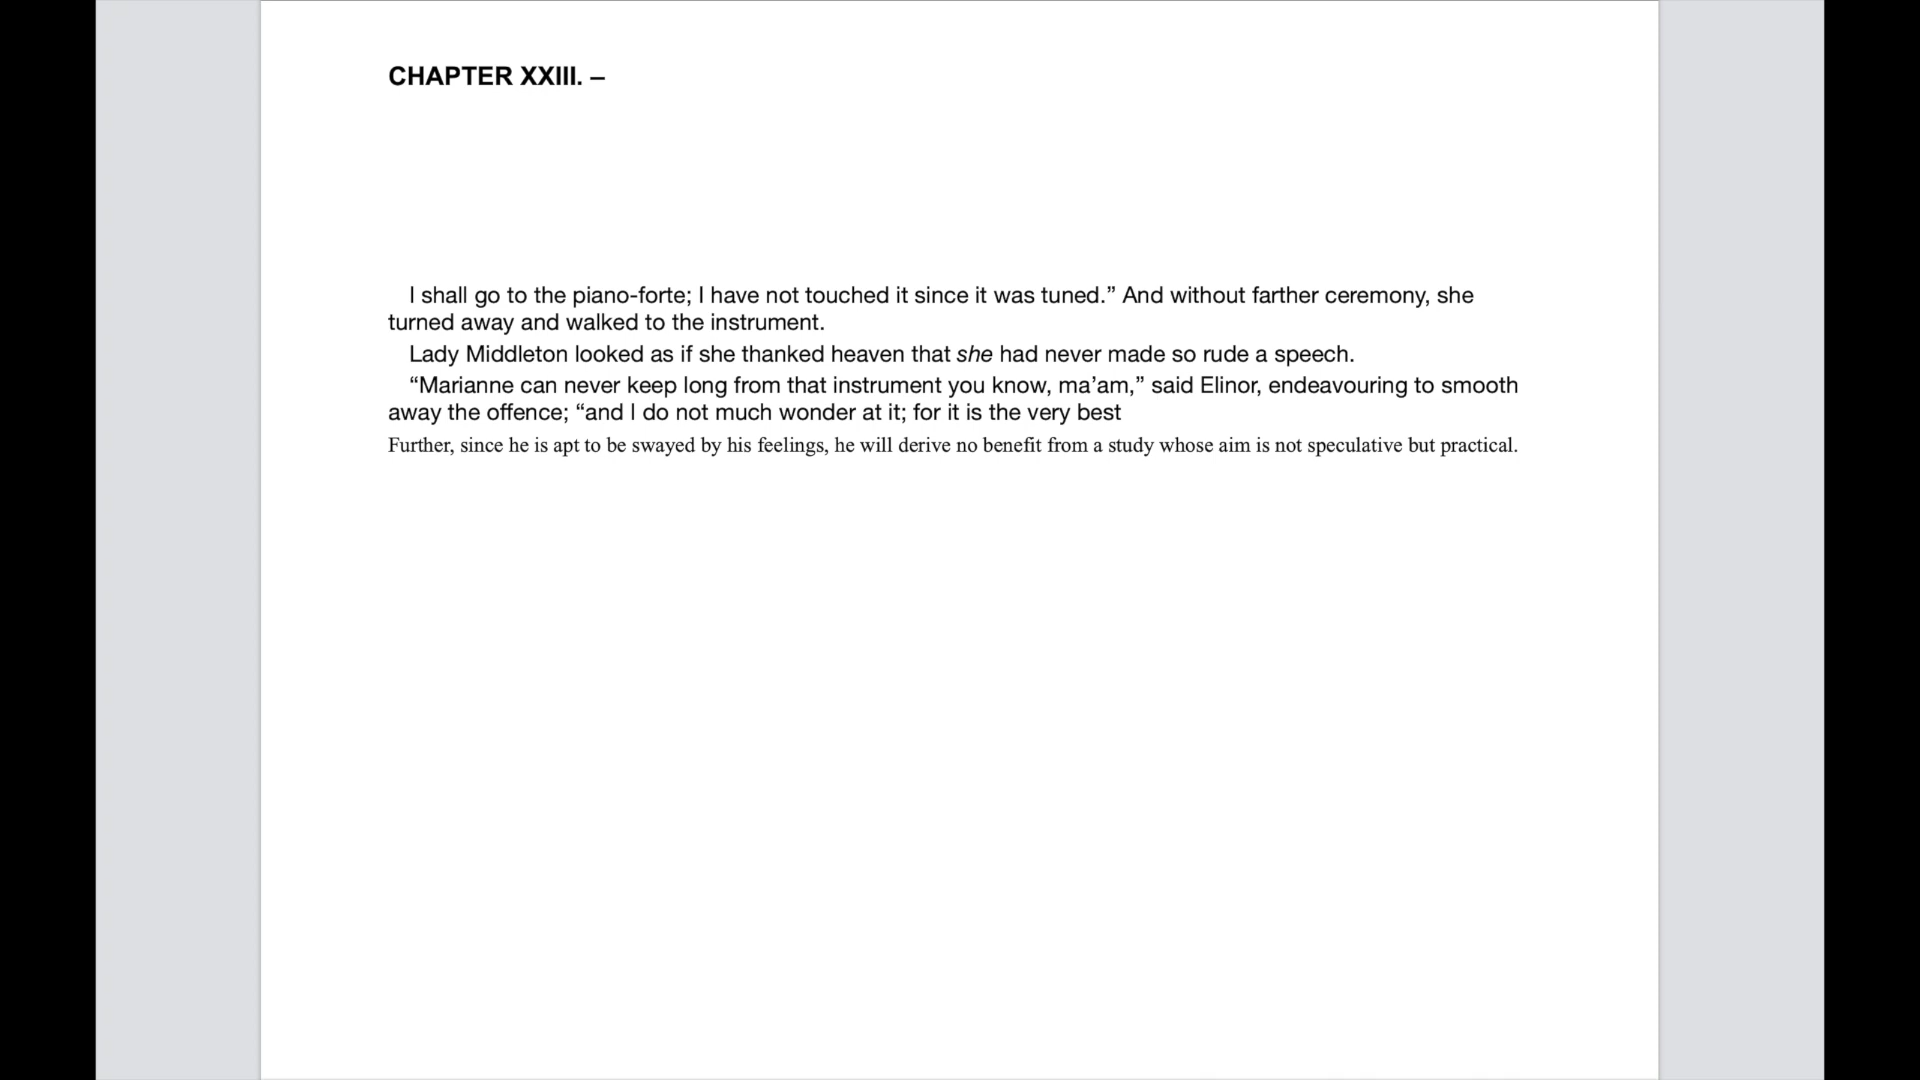 CHAPTER XXIII. –
I shall go to the piano-forte; I have not touched it since it was tuned.” And without farther ceremony, she
turned away and walked to the instrument.
Lady Middleton looked as if she thanked heaven that she had never made so rude a speech.
“Marianne can never keep long from that instrument you know, ma’am,” said Elinor, endeavouring to smooth
away the offence; “and I do not much wonder at it; for it is the very best
Further, since he is apt to be swayed by his feelings, he will derive no benefit from a study whose aim is not speculative but practical.